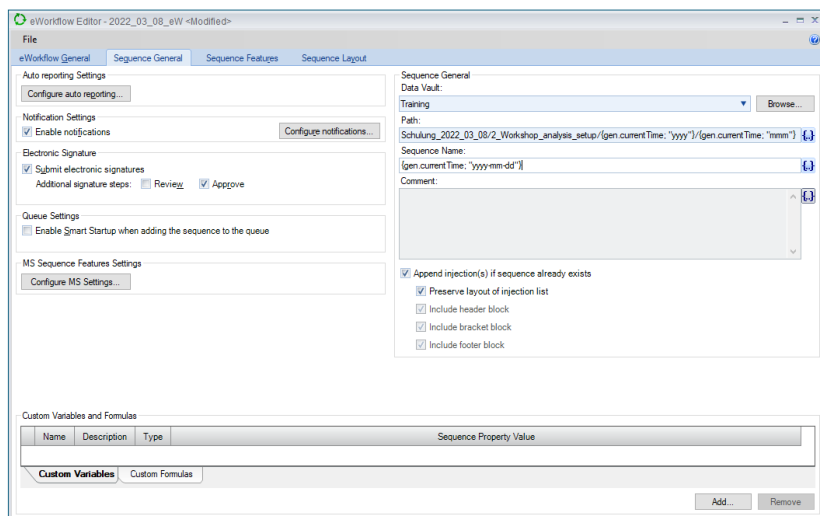 eWorkflow Editor - 2022_03_08_eW <Modified>
File
eWorkflow General Sequence General Sequence Features Sequence Layout
Auto reporting Settings
Configure auto reporting...
Notification Settings
Enable notifications
Configure notifications...
Electronic Signature
Submit electronic signatures
Additional signature steps: Review Approve
Queue Settings
Enable Smart Startup when adding the sequence to the queue
MS Sequence Features Settings
Configure MS Settings...
Sequence General
Data Vault:
Training Browse...
Path:
Schulung_2022_03_08/2_Workshop_analysis_setup/{gen.currentTime; "yyyy"}/{gen.currentTime; "mmm"} {..}
Sequence Name:
{gen.currentTime; "yyyy-mm-dd"} {..}
Comment:
{..}
Append injection(s) if sequence already exists
Preserve layout of injection list
Include header block
Include bracket block
Include footer block
Custom Variables and Formulas
Name Description Type Sequence Property Value
Custom Variables Custom Formulas
Add... Remove